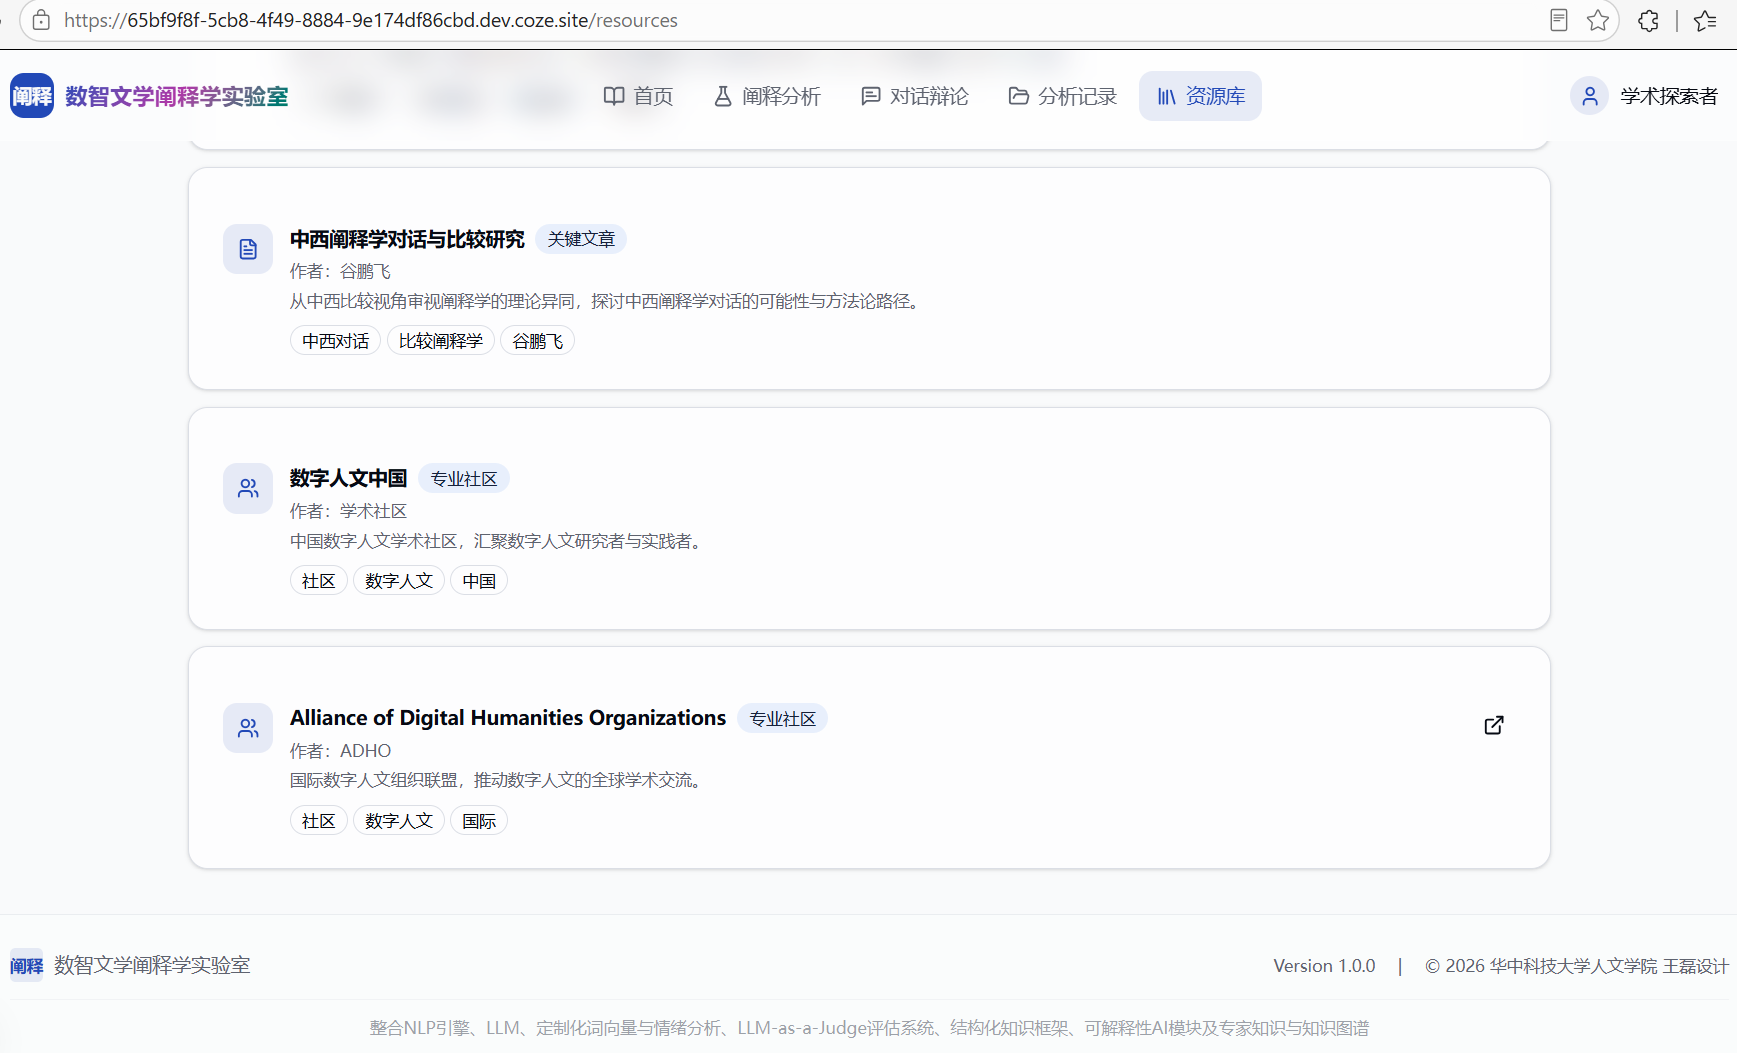 https://65bf9f8f-5cb8-4f49-8884-9e174df86cbd.dev.coze.site/resources
阐释 数智文学阐释学实验室 首页 阐释分析 对话辩论 分析记录 资源库 学术探索者
中西阐释学对话与比较研究 关键文章
作者：谷鹏飞
从中西比较视角审视阐释学的理论异同，探讨中西阐释学对话的可能性与方法论路径。
中西对话 比较阐释学 谷鹏飞
数字人文中国 专业社区
作者：学术社区
中国数字人文学术社区，汇聚数字人文研究者与实践者。
社区 数字人文 中国
Alliance of Digital Humanities Organizations 专业社区
作者：ADHO
国际数字人文组织联盟，推动数字人文的全球学术交流。
社区 数字人文 国际
阐释 数智文学阐释学实验室 Version 1.0.0 | © 2026 华中科技大学人文学院 王磊设计
整合NLP引擎、LLM、定制化词向量与情绪分析、LLM-as-a-Judge评估系统、结构化知识框架、可解释性AI模块及专家知识与知识图谱